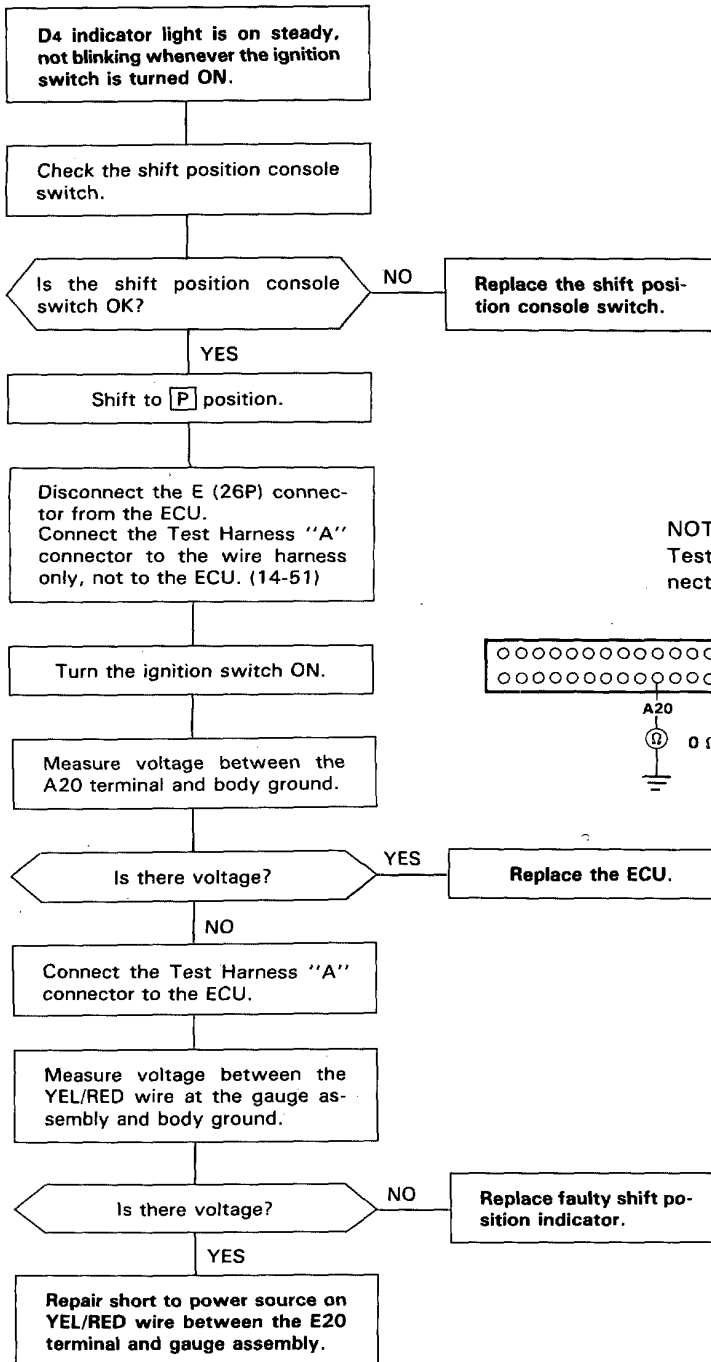 D4 indicator light is on steady,
not blinking whenever the ignition
switch is turned ON.
Check the shift position console
switch.
Is the shift position console
switch OK?
NO
Replace the shift posi-
tion console switch.
YES
Shift to P position.
Disconnect the E (26P) connec-
tor from the ECU.
Connect the Test Harness "A"
connector to the wire harness
only, not to the ECU. (14-51)
NOT
Test
nect
Turn the ignition switch ON.
A20
Ω 0 Ω
Measure voltage between the
A20 terminal and body ground.
Is there voltage?
YES
Replace the ECU.
NO
Connect the Test Harness "A"
connector to the ECU.
Measure voltage between the
YEL/RED wire at the gauge as-
sembly and body ground.
Is there voltage?
NO
Replace faulty shift po-
sition indicator.
YES
Repair short to power source on
YEL/RED wire between the E20
terminal and gauge assembly.